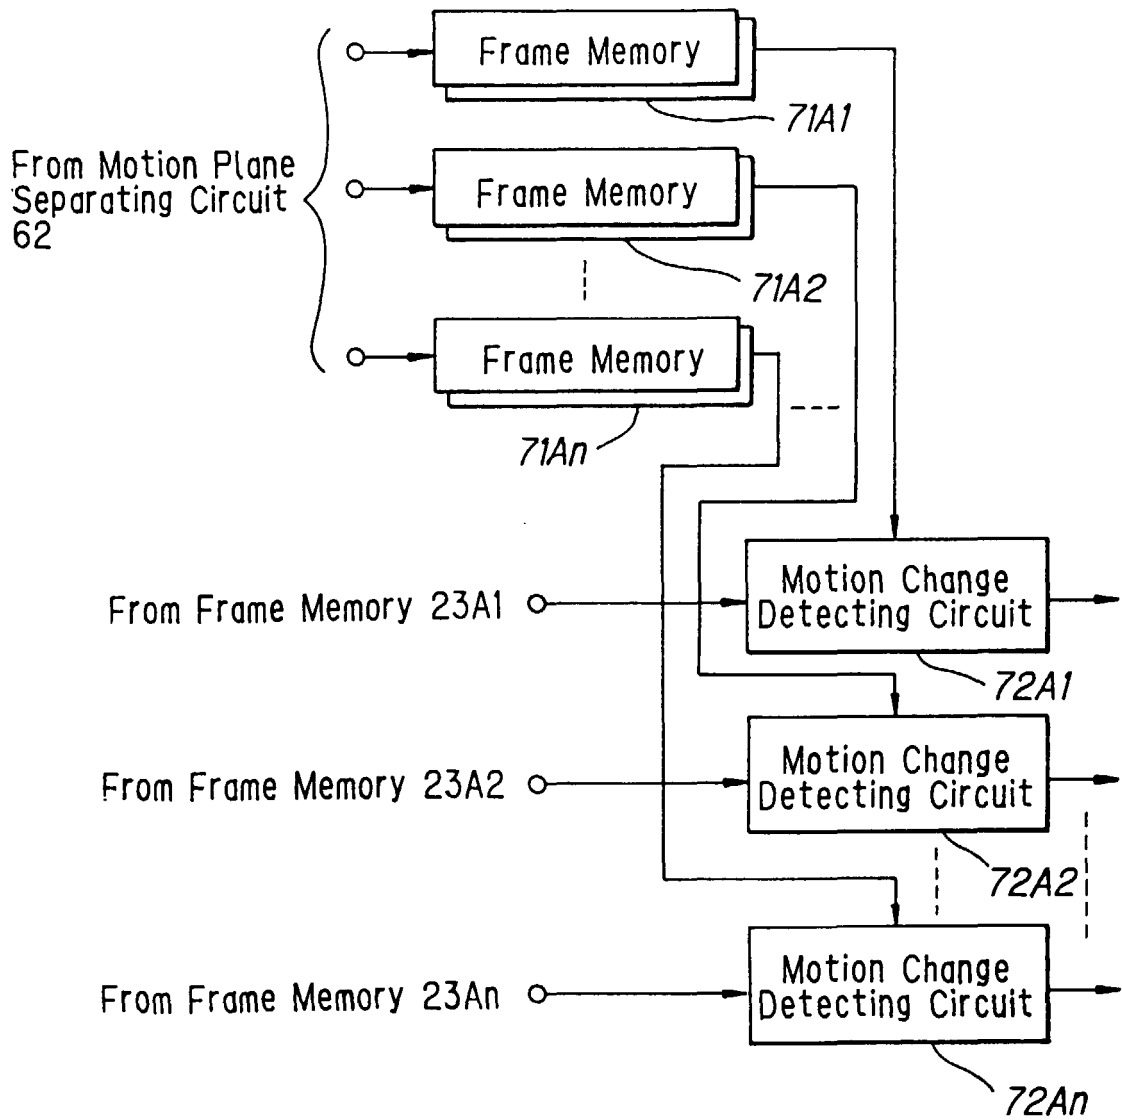 Frame Memory
71A1
From Motion Plane
Separating Circuit
62
Frame Memory
71A2
Frame Memory
71An
From Frame Memory 23A1
Motion Change
Detecting Circuit
72A1
From Frame Memory 23A2
Motion Change
Detecting Circuit
72A2
From Frame Memory 23An
Motion Change
Detecting Circuit
72An